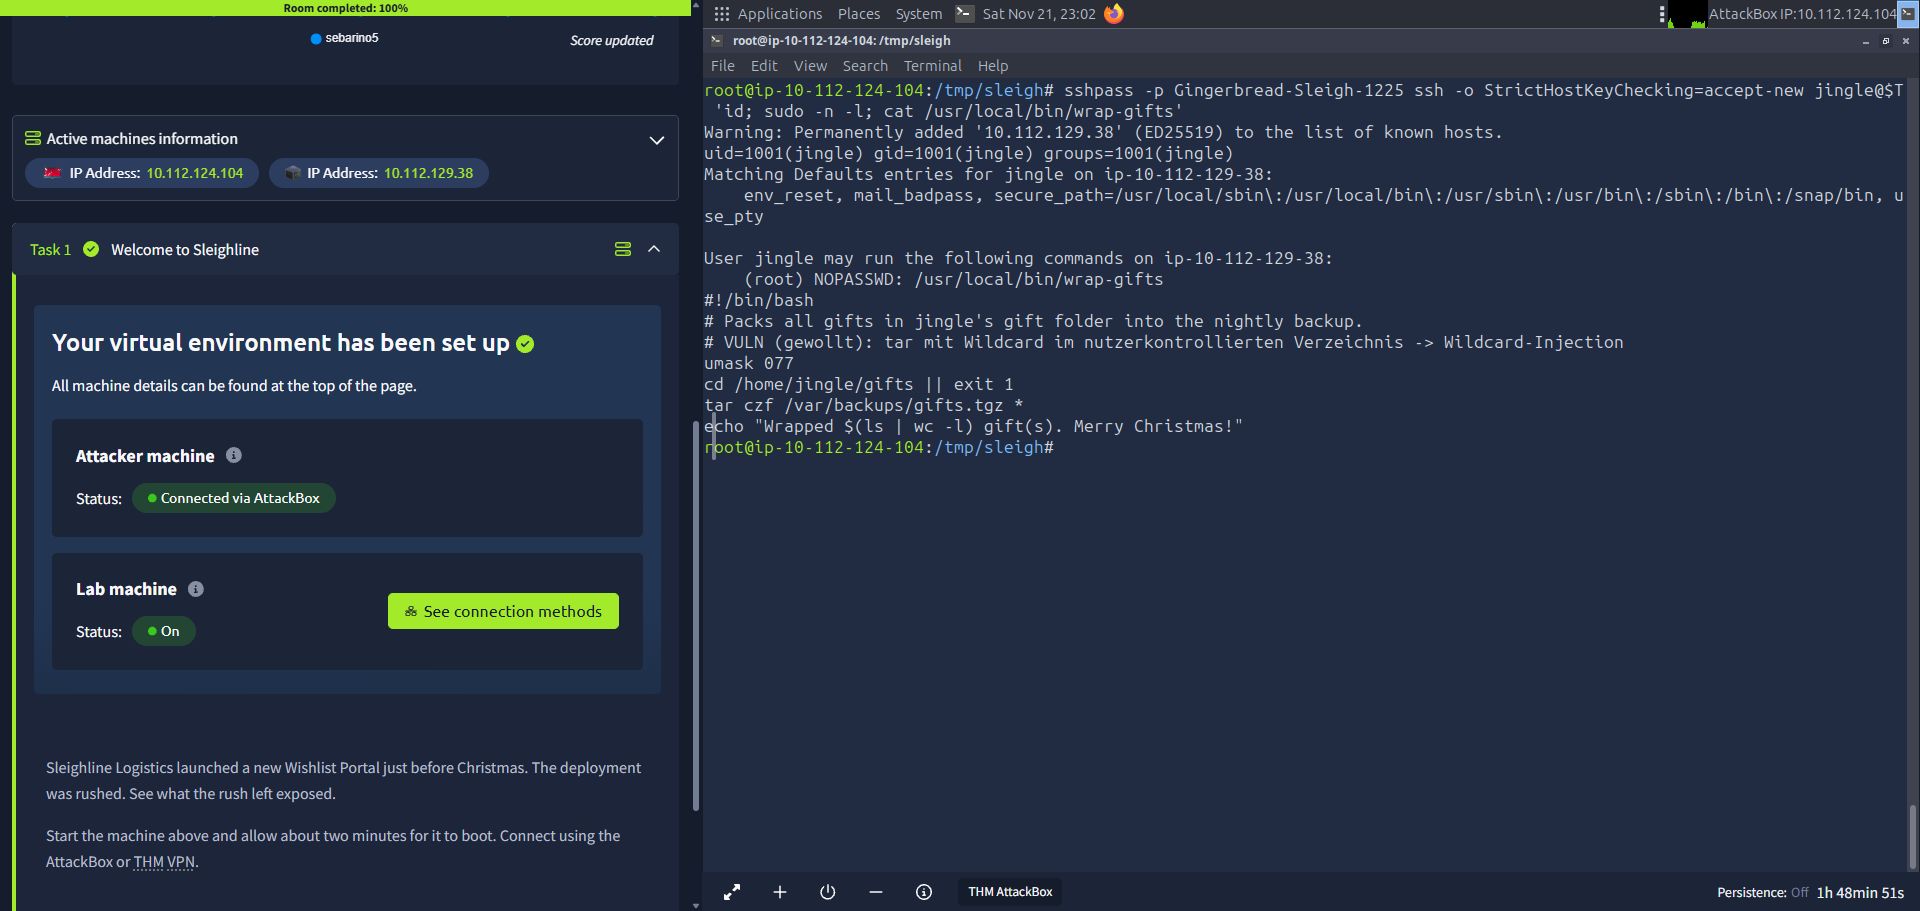 Room completed: 100%
sebarino5
Score updated
Active machines information
IP Address: 10.112.124.104
IP Address: 10.112.129.38
Task 1
Welcome to Sleighline
Your virtual environment has been set up
All machine details can be found at the top of the page.
Attacker machine
Status:
Connected via AttackBox
Lab machine
Status:
On
See connection methods
Sleighline Logistics launched a new Wishlist Portal just before Christmas. The deployment
was rushed. See what the rush left exposed.
Start the machine above and allow about two minutes for it to boot. Connect using the
AttackBox or THM VPN.
Applications Places System
Sat Nov 21, 23:02
AttackBox IP:10.112.124.104
root@ip-10-112-124-104: /tmp/sleigh
File Edit View Search Terminal Help
root@ip-10-112-124-104:/tmp/sleigh# sshpass -p Gingerbread-Sleigh-1225 ssh -o StrictHostKeyChecking=accept-new jingle@$T
'id; sudo -n -l; cat /usr/local/bin/wrap-gifts'
Warning: Permanently added '10.112.129.38' (ED25519) to the list of known hosts.
uid=1001(jingle) gid=1001(jingle) groups=1001(jingle)
Matching Defaults entries for jingle on ip-10-112-129-38:
env_reset, mail_badpass, secure_path=/usr/local/sbin\:/usr/local/bin\:/usr/sbin\:/usr/bin\:/sbin\:/bin\:/snap/bin, u
se_pty
User jingle may run the following commands on ip-10-112-129-38:
(root) NOPASSWD: /usr/local/bin/wrap-gifts
#!/bin/bash
# Packs all gifts in jingle's gift folder into the nightly backup.
# VULN (gewollt): tar mit Wildcard im nutzerkontrollierten Verzeichnis -> Wildcard-Injection
umask 077
cd /home/jingle/gifts || exit 1
tar czf /var/backups/gifts.tgz *
echo "Wrapped $(ls | wc -l) gift(s). Merry Christmas!"
root@ip-10-112-124-104:/tmp/sleigh#
THM AttackBox
Persistence: Off 1h 48min 51s